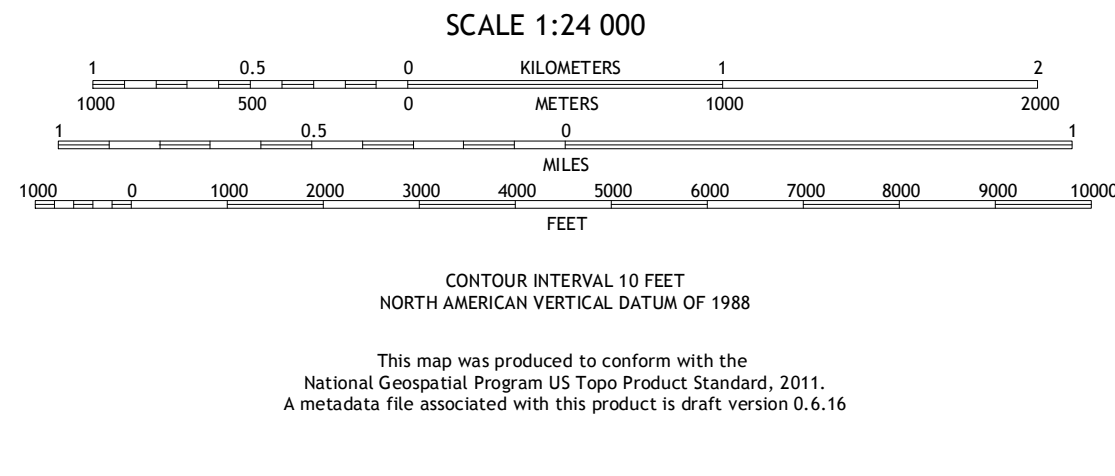 SCALE 1:24 000
1 0.5 0 KILOMETERS 1 2
1000 500 0 METERS 1000 2000
1 0.5 0 1
MILES
1000 0 1000 2000 3000 4000 5000 6000 7000 8000 9000 10000
FEET
CONTOUR INTERVAL 10 FEET
NORTH AMERICAN VERTICAL DATUM OF 1988
This map was produced to conform with the
National Geospatial Program US Topo Product Standard, 2011.
A metadata file associated with this product is draft version 0.6.16